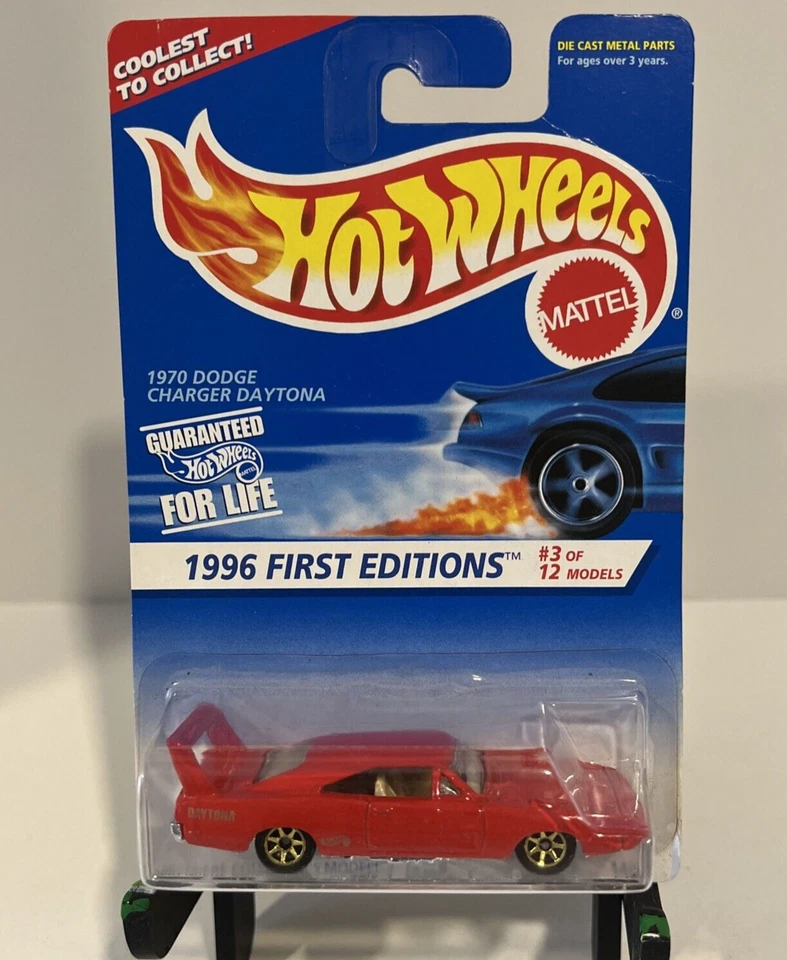 COOLEST
TO COLLECT!
DIE CAST METAL PARTS
For ages over 3 years.
HOT WHEELS
MATTEL
®
1970 DODGE
CHARGER DAYTONA
GUARANTEED
HOT WHEELS
MATTEL
FOR LIFE
1996 FIRST EDITIONS™
#3 OF
12 MODELS
DAYTONA